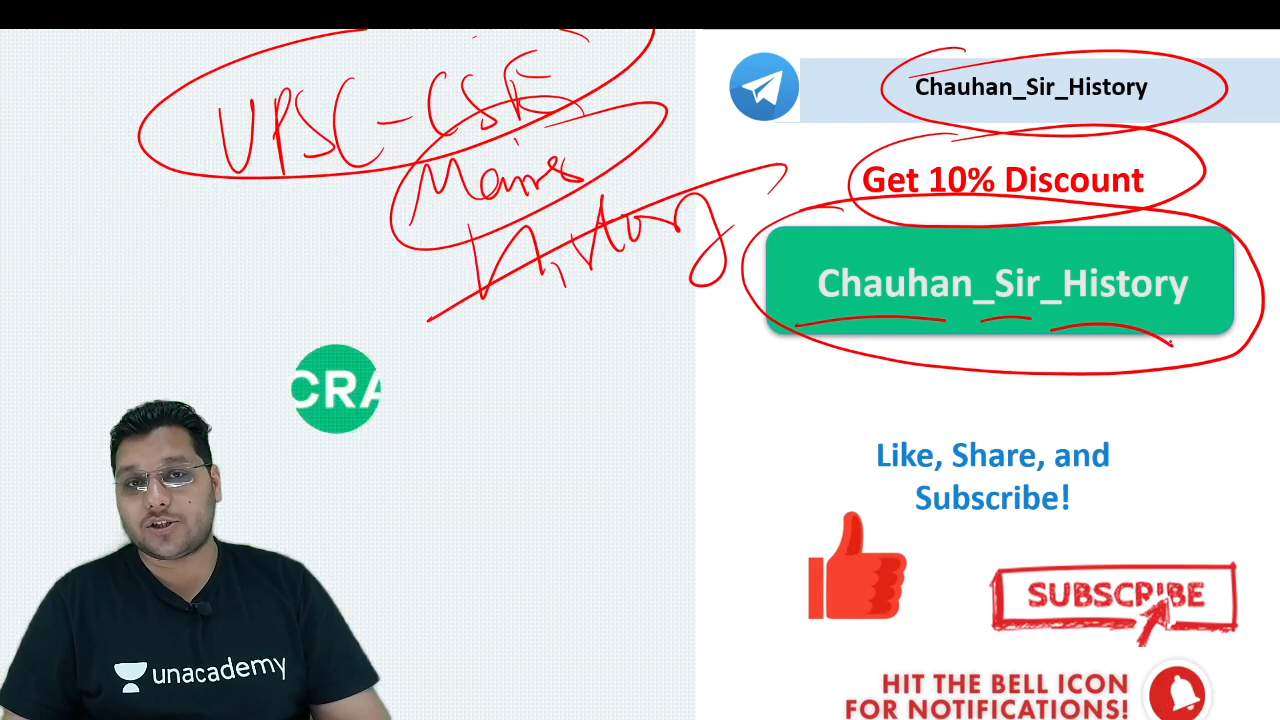 UPSC-CSE
Mains
History
CRA
unacademy
Chauhan_Sir_History
Get 10% Discount
Chauhan_Sir_History
Like, Share, and
Subscribe!
SUBSCRIBE
HIT THE BELL ICON
FOR NOTIFICATIONS!